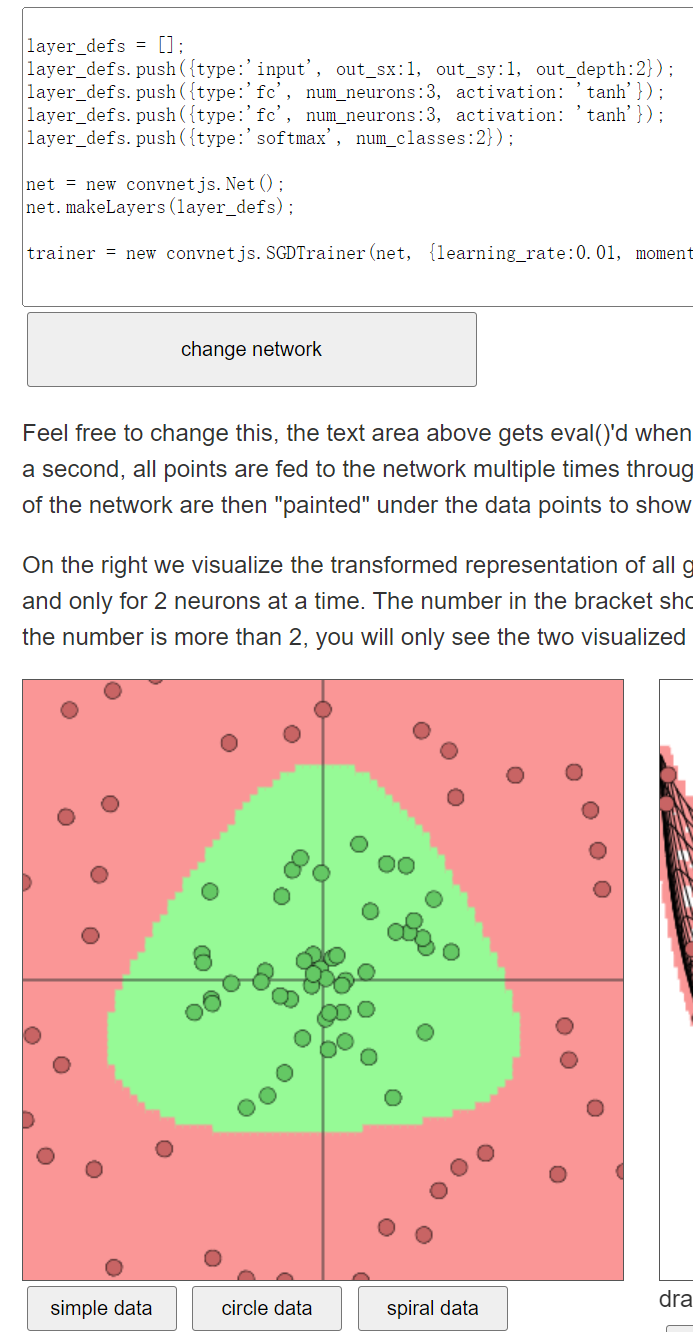 layer_defs = [];
layer_defs.push({type:'input', out_sx:1, out_sy:1, out_depth:2});
layer_defs.push({type:'fc', num_neurons:3, activation: 'tanh'});
layer_defs.push({type:'fc', num_neurons:3, activation: 'tanh'});
layer_defs.push({type:'softmax', num_classes:2});
net = new convnetjs.Net();
net.makeLayers(layer_defs);
trainer = new convnetjs.SGDTrainer(net, {learning_rate:0.01, moment
change network
Feel free to change this, the text area above gets eval()'d when
a second, all points are fed to the network multiple times throug
of the network are then "painted" under the data points to show
On the right we visualize the transformed representation of all g
and only for 2 neurons at a time. The number in the bracket sho
the number is more than 2, you will only see the two visualized
simple data
circle data
spiral data
dra